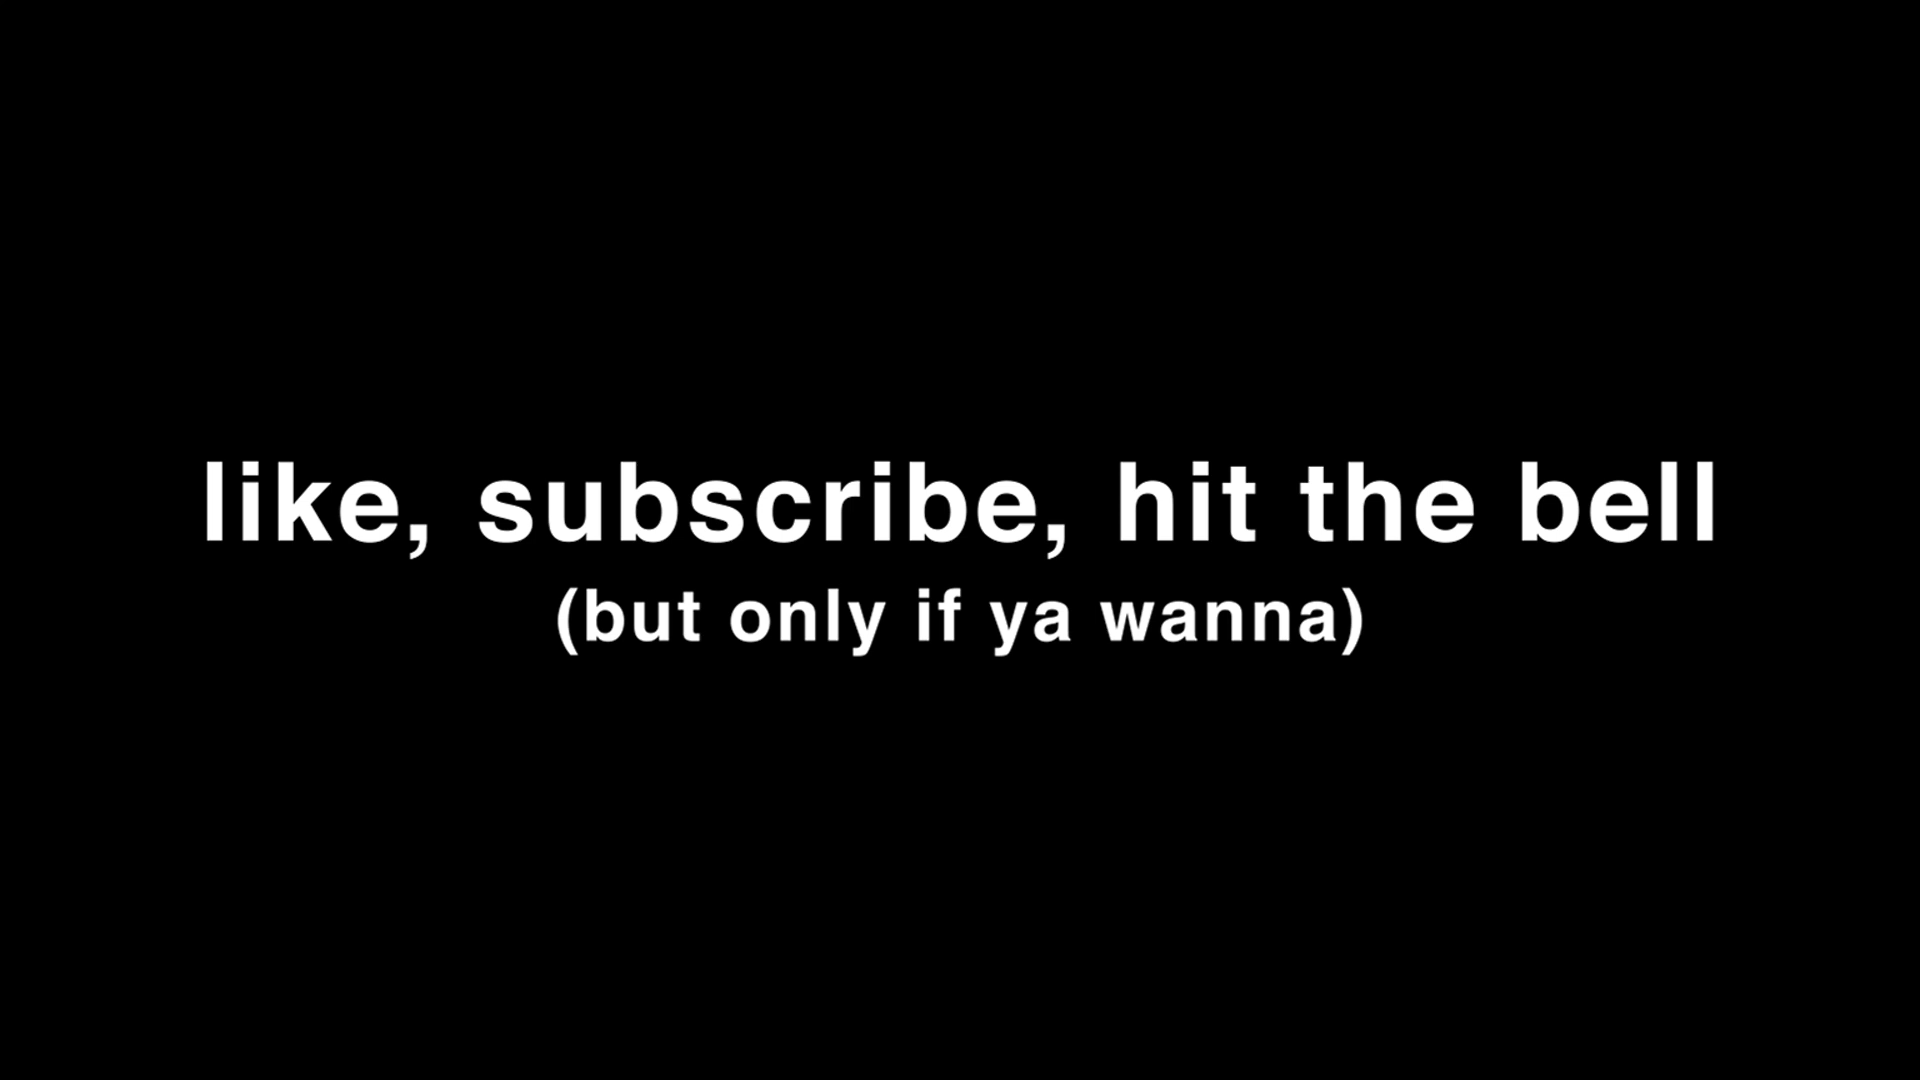 like, subscribe, hit the bell
(but only if ya wanna)